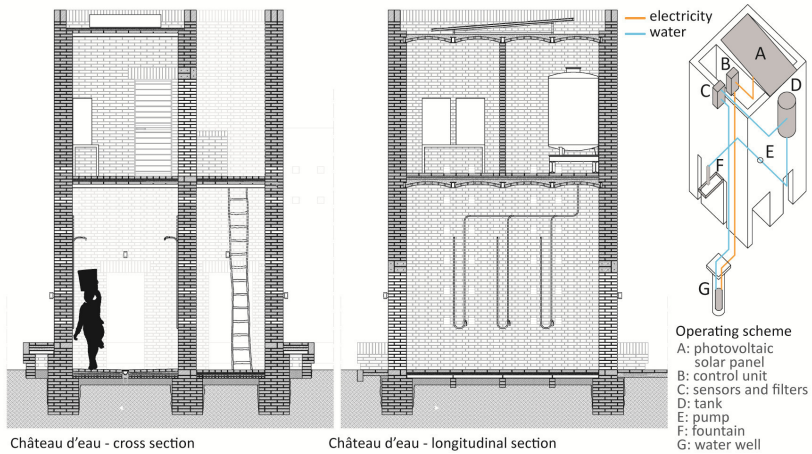 electricity
water
A
B
C
D
E
F
G
Operating scheme
A: photovoltaic
solar panel
B: control unit
C: sensors and filters
D: tank
E: pump
F: fountain
G: water well
Château d'eau - cross section
Château d'eau - longitudinal section